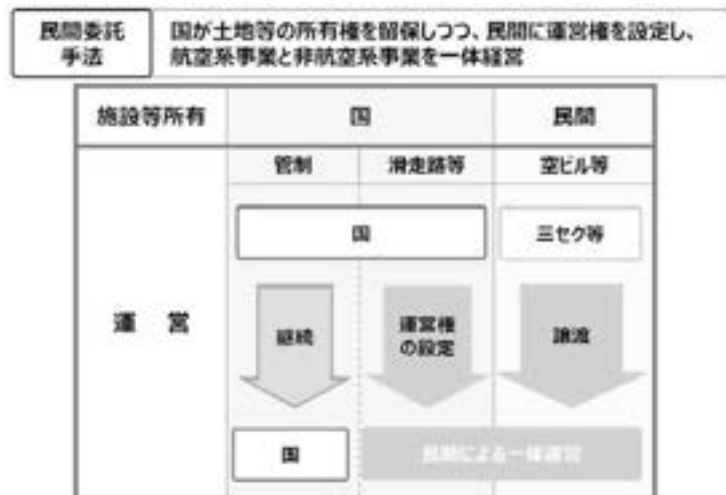 民間委託
手法
国が土地等の所有権を留保しつつ、民間に運営権を設定し、
航空系事業と非航空系事業を一体経営
施設等所有 国 民間
管制 滑走路等 空ビル等
国 三セク等
運 営
継続 運営権
の設定 譲渡
国 民間による一体運営